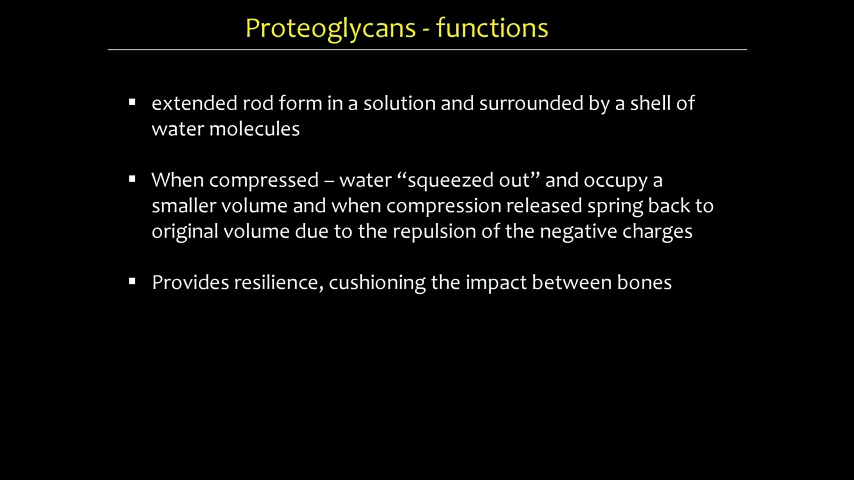 Proteoglycans - functions
▪ extended rod form in a solution and surrounded by a shell of
water molecules
▪ When compressed – water “squeezed out” and occupy a
smaller volume and when compression released spring back to
original volume due to the repulsion of the negative charges
▪ Provides resilience, cushioning the impact between bones